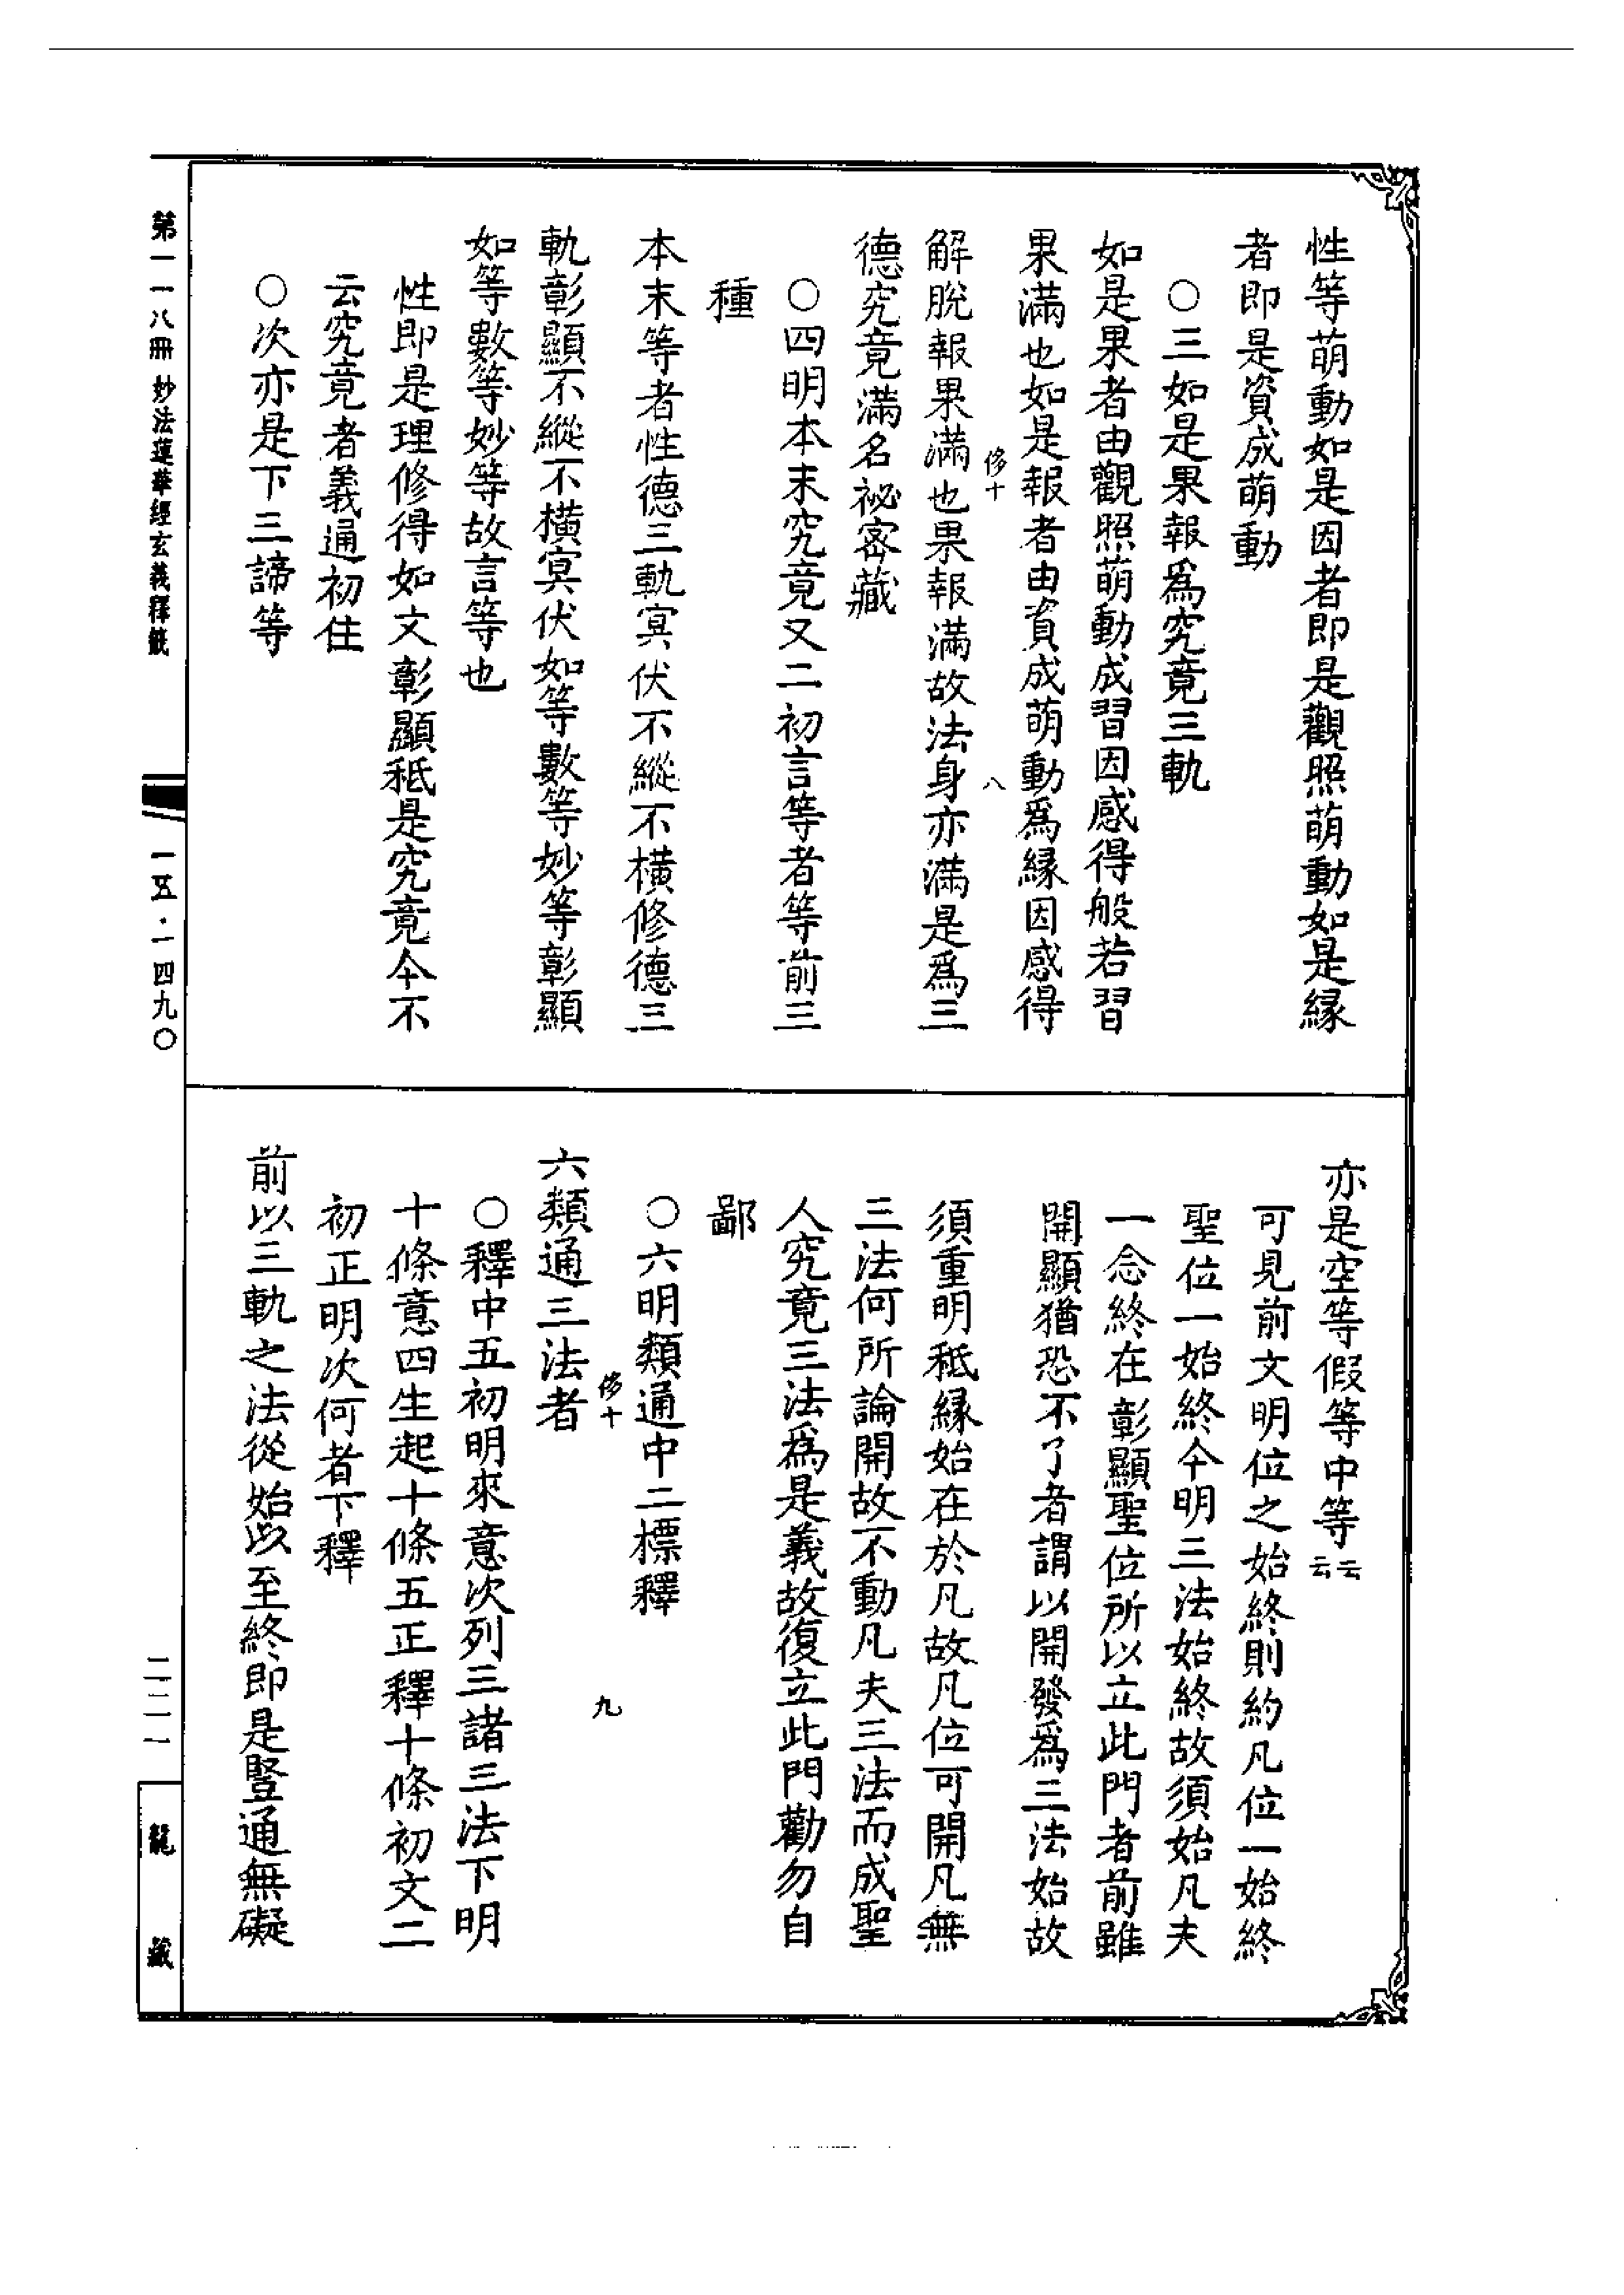 性等萌動如是因者即是觀照萌動如是緣
者即是資成萌動
○三如是果報爲究竟三軌
如是果者由觀照萌動成習因感得般若習
果滿也如是報者由資成萌動爲緣因感得
侈十 八
解脫報果滿也果報滿故法身亦滿是爲三
德究竟滿名祕密藏
○四明本末究竟又二初言等者等前三
種
本末等者性德三軌冥伏不縱不橫修德三
軌彰顯不縱不橫冥伏如等數等妙等彰顯
如等數等妙等故言等也
性即是理修得如文彰顯秖是究竟今不
云究竟者義通初住
○次亦是下三諦等
亦是空等假等中等云云
可見前文明位之始終則約凡位一始終
聖位一始終今明三法始終故須始凡夫
一念終在彰顯聖位所以立此門者前雖
開顯猶恐不了者謂以開發爲三法始故
須重明秖緣始在於凡故凡位可開凡無
三法何所論開故不動凡夫三法而成聖
人究竟三法爲是義故復立此門勸勿自
鄙
○六明類通中二標釋
侈十 九
六類通三法者
○釋中五初明來意次列三諸三法下明
十條意四生起十條五正釋十條初文二
初正明次何者下釋
前以三軌之法從始以至終即是豎通無礙
第一一八冊 妙法蓮華經玄義釋籤
一五·一四九〇
二二一
龍藏